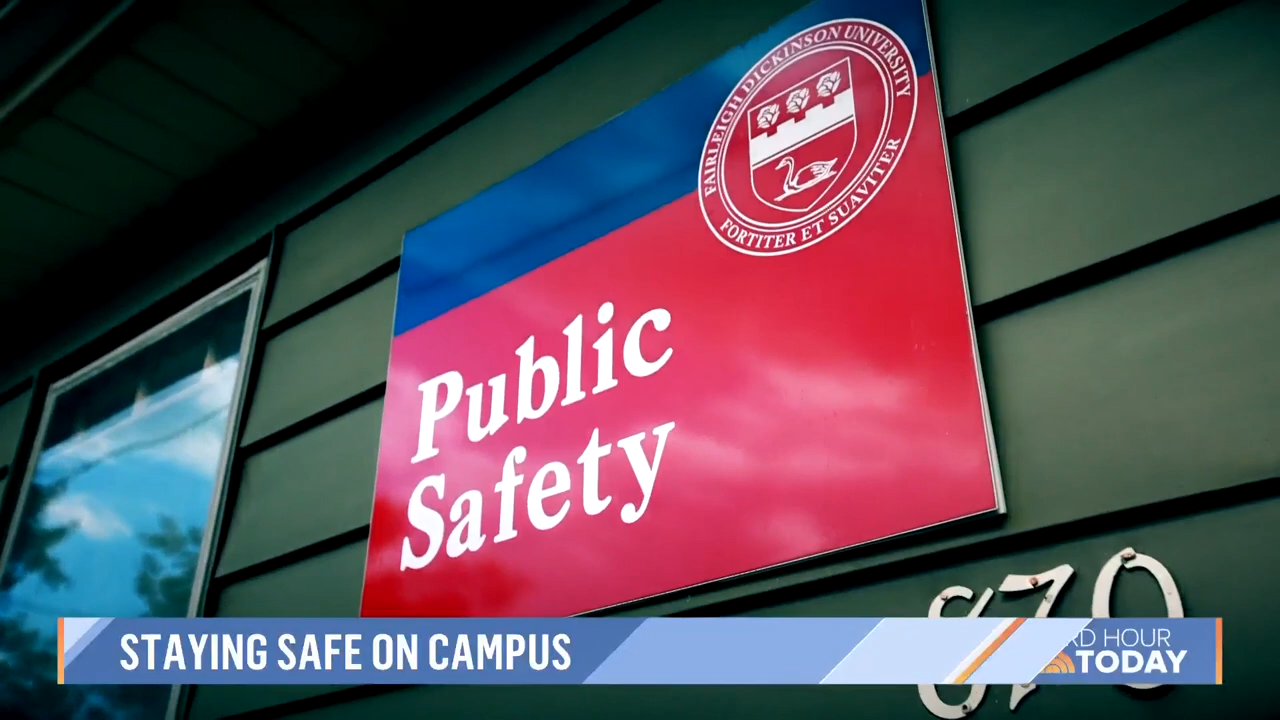 FAIRLEIGH DICKINSON UNIVERSITY
FORTITER ET SUAVITER
Public
Safety
870
STAYING SAFE ON CAMPUS
RD HOUR
TODAY